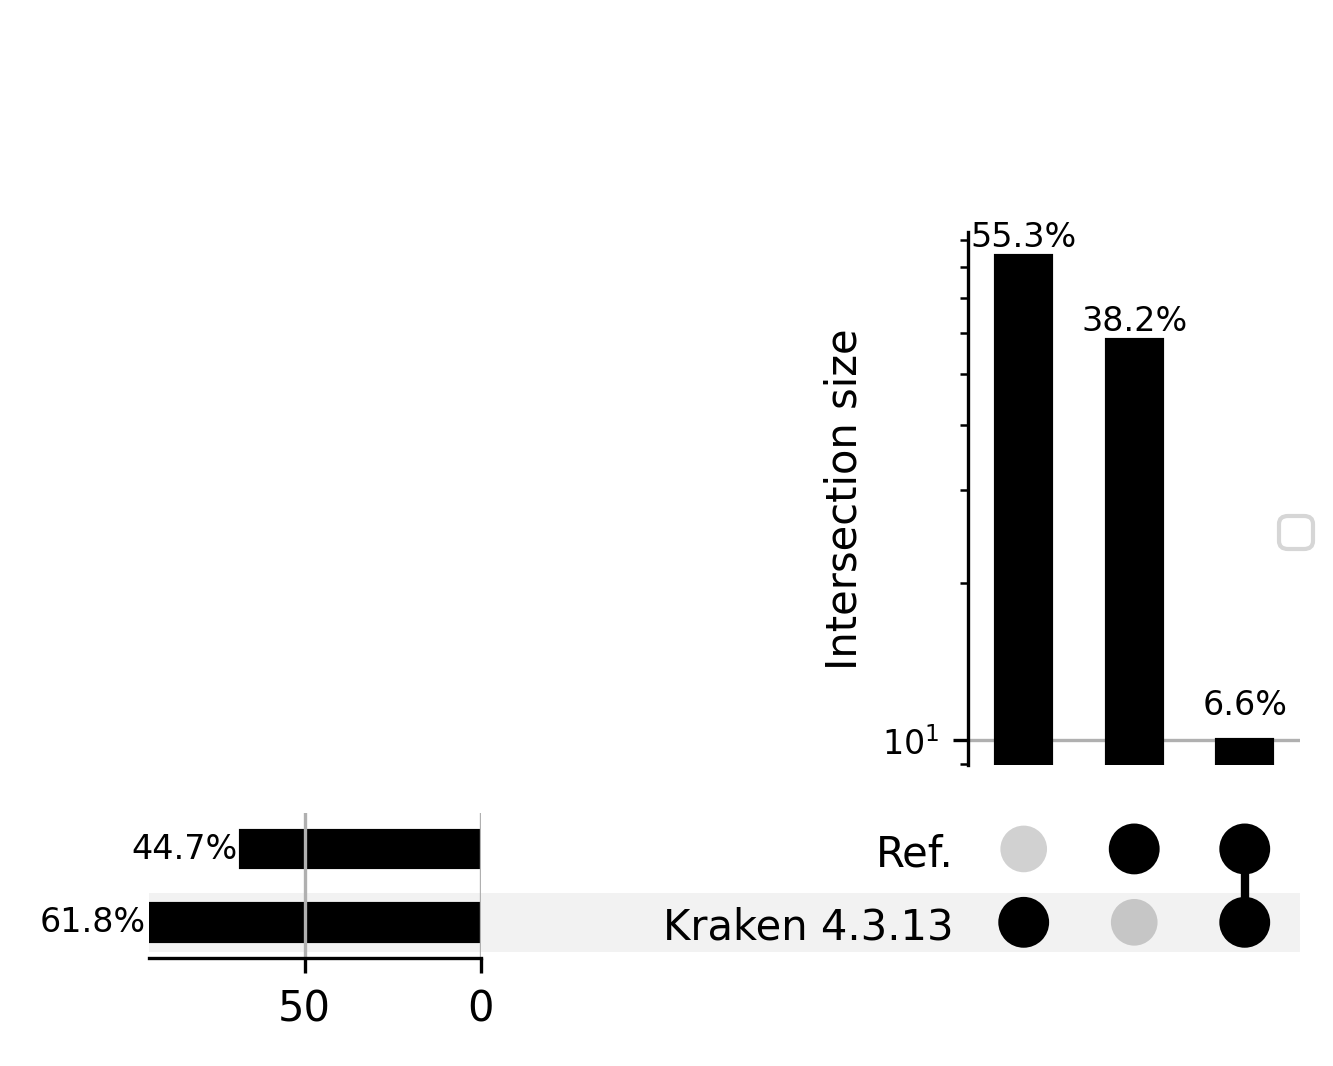 55.3%
38.2%
Intersection size
6.6%
10¹
44.7%
Ref.
61.8%
Kraken 4.3.13
50
0